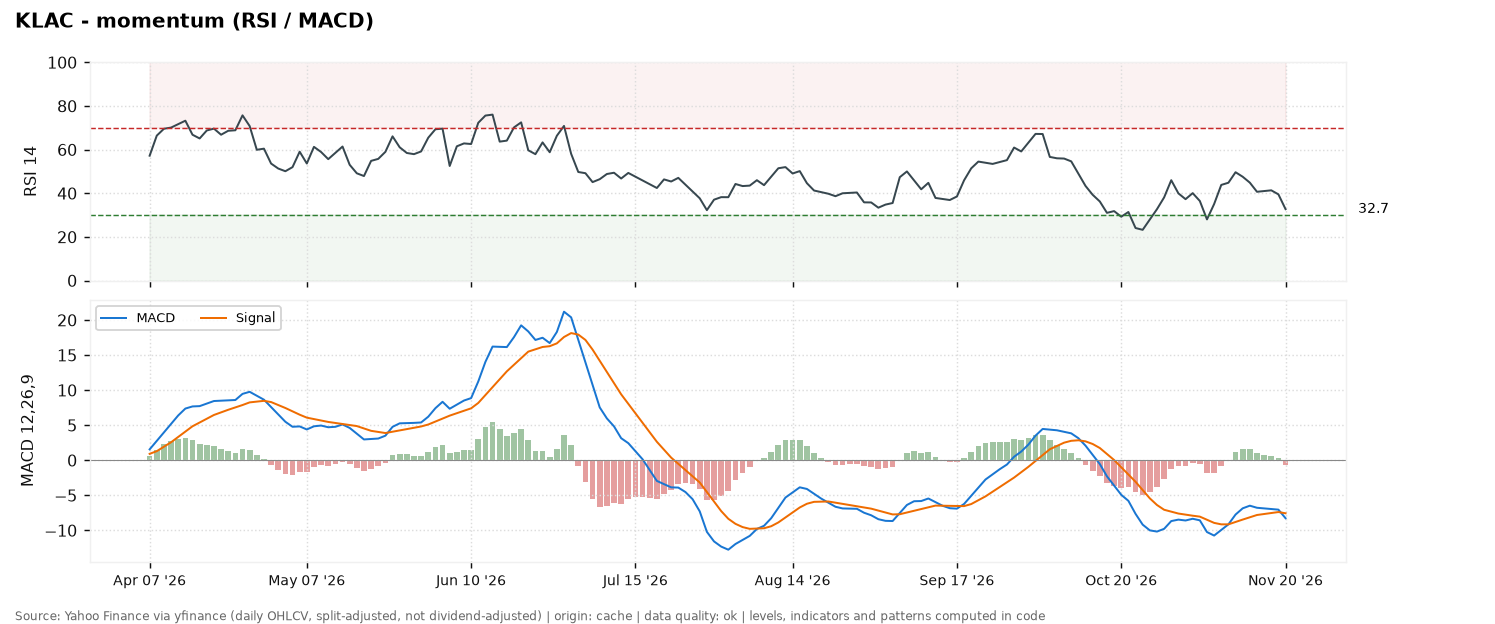 KLAC - momentum (RSI / MACD)
100
80
60
40
20
0
RSI 14
32.7
MACD
Signal
20
15
10
5
0
−5
−10
MACD 12,26,9
Apr 07 '26
May 07 '26
Jun 10 '26
Jul 15 '26
Aug 14 '26
Sep 17 '26
Oct 20 '26
Nov 20 '26
Source: Yahoo Finance via yfinance (daily OHLCV, split-adjusted, not dividend-adjusted) | origin: cache | data quality: ok | levels, indicators and patterns computed in code